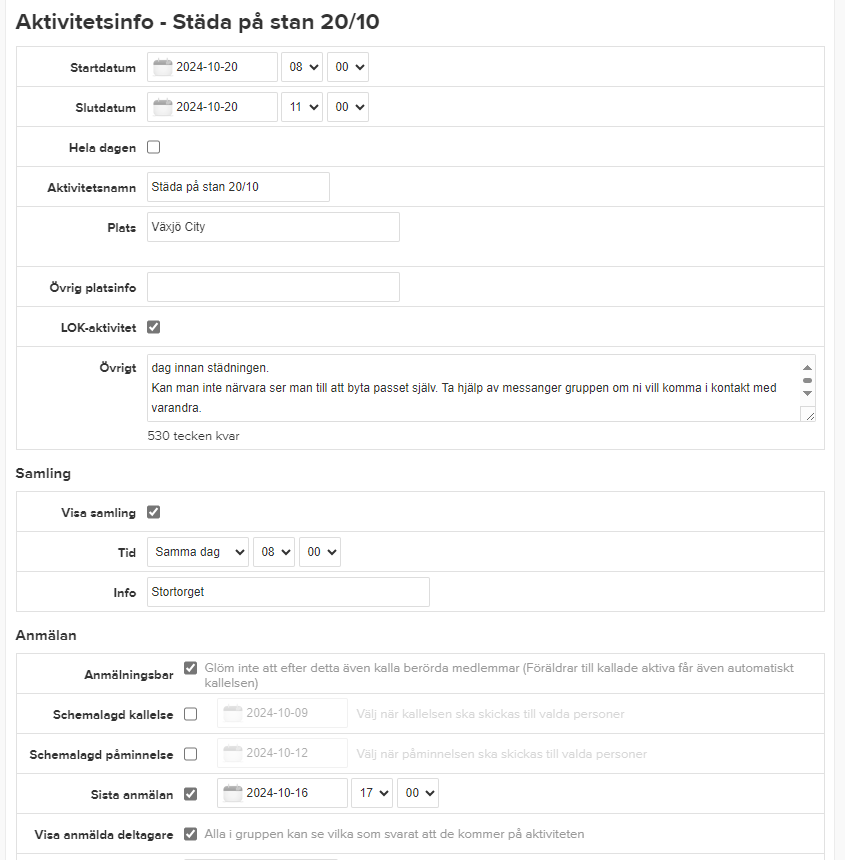 Aktivitetsinfo - Städa på stan 20/10
Startdatum 2024-10-20 08 00
Slutdatum 2024-10-20 11 00
Hela dagen
Aktivitetsnamn Städa på stan 20/10
Plats Växjö City
Övrig platsinfo
LOK-aktivitet
Övrigt dag innan städningen.
Kan man inte närvara ser man till att byta passet själv. Ta hjälp av messanger gruppen om ni vill komma i kontakt med
varandra.
530 tecken kvar
Samling
Visa samling
Tid Samma dag 08 00
Info Stortorget
Anmälan
Anmälningsbar Glöm inte att efter detta även kalla berörda medlemmar (Föräldrar till kallade aktiva får även automatiskt
kallelsen)
Schemalagd kallelse 2024-10-09 Välj när kallelsen ska skickas till valda personer
Schemalagd påminnelse 2024-10-12 Välj när påminnelsen ska skickas till valda personer
Sista anmälan 2024-10-16 17 00
Visa anmälda deltagare Alla i gruppen kan se vilka som svarat att de kommer på aktiviteten